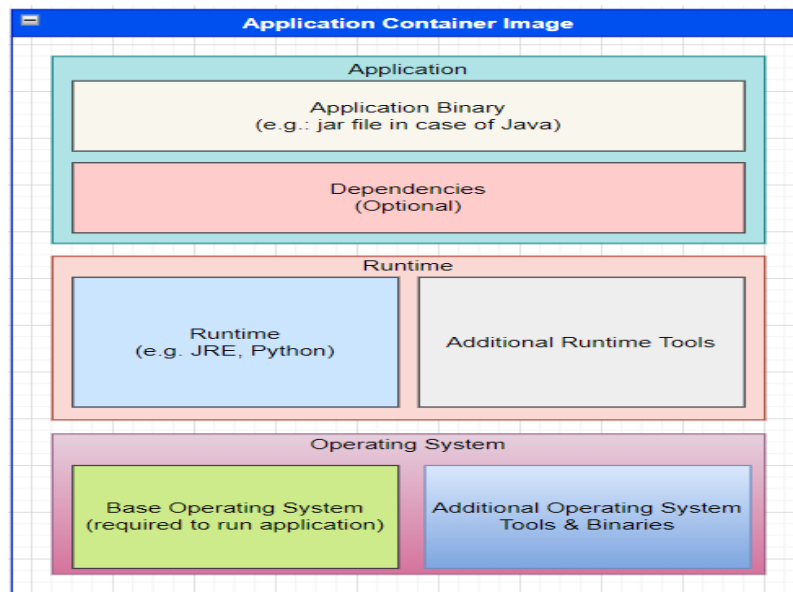 Application Container Image
Application
Application Binary
(e.g.: jar file in case of Java)
Dependencies
(Optional)
Runtime
Runtime
(e.g. JRE, Python)
Additional Runtime Tools
Operating System
Base Operating System
(required to run application)
Additional Operating System
Tools & Binaries